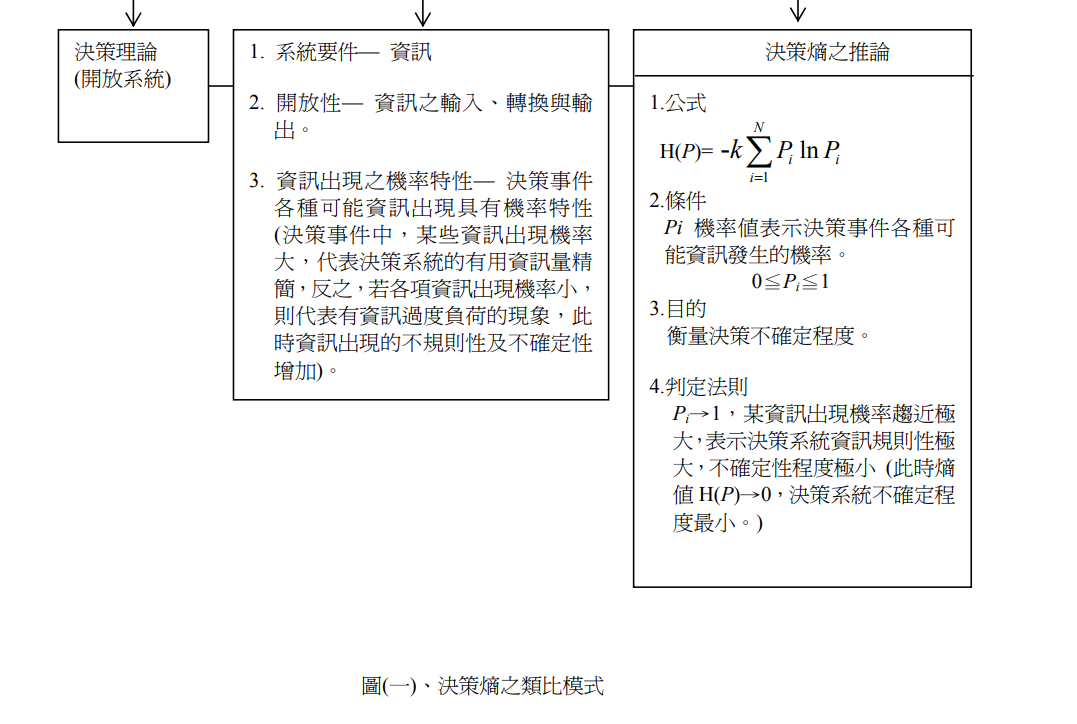 決策理論
(開放系統)
1. 系統要件— 資訊
2. 開放性— 資訊之輸入、轉換與輸
出。
3. 資訊出現之機率特性— 決策事件
各種可能資訊出現具有機率特性
(決策事件中，某些資訊出現機率
大，代表決策系統的有用資訊量精
簡，反之，若各項資訊出現機率小，
則代表有資訊過度負荷的現象，此
時資訊出現的不規則性及不確定性
增加)。
決策熵之推論
1.公式
H(P)= -k∑_{i=1}^{N} P_i ln P_i
2.條件
Pi 機率值表示決策事件各種可
能資訊發生的機率。
0≦P_i≦1
3.目的
衡量決策不確定程度。
4.判定法則
P_i→1，某資訊出現機率趨近極
大，表示決策系統資訊規則性極
大，不確定性程度極小 (此時熵
值 H(P)→0，決策系統不確定程
度最小。)
圖(一)、決策熵之類比模式